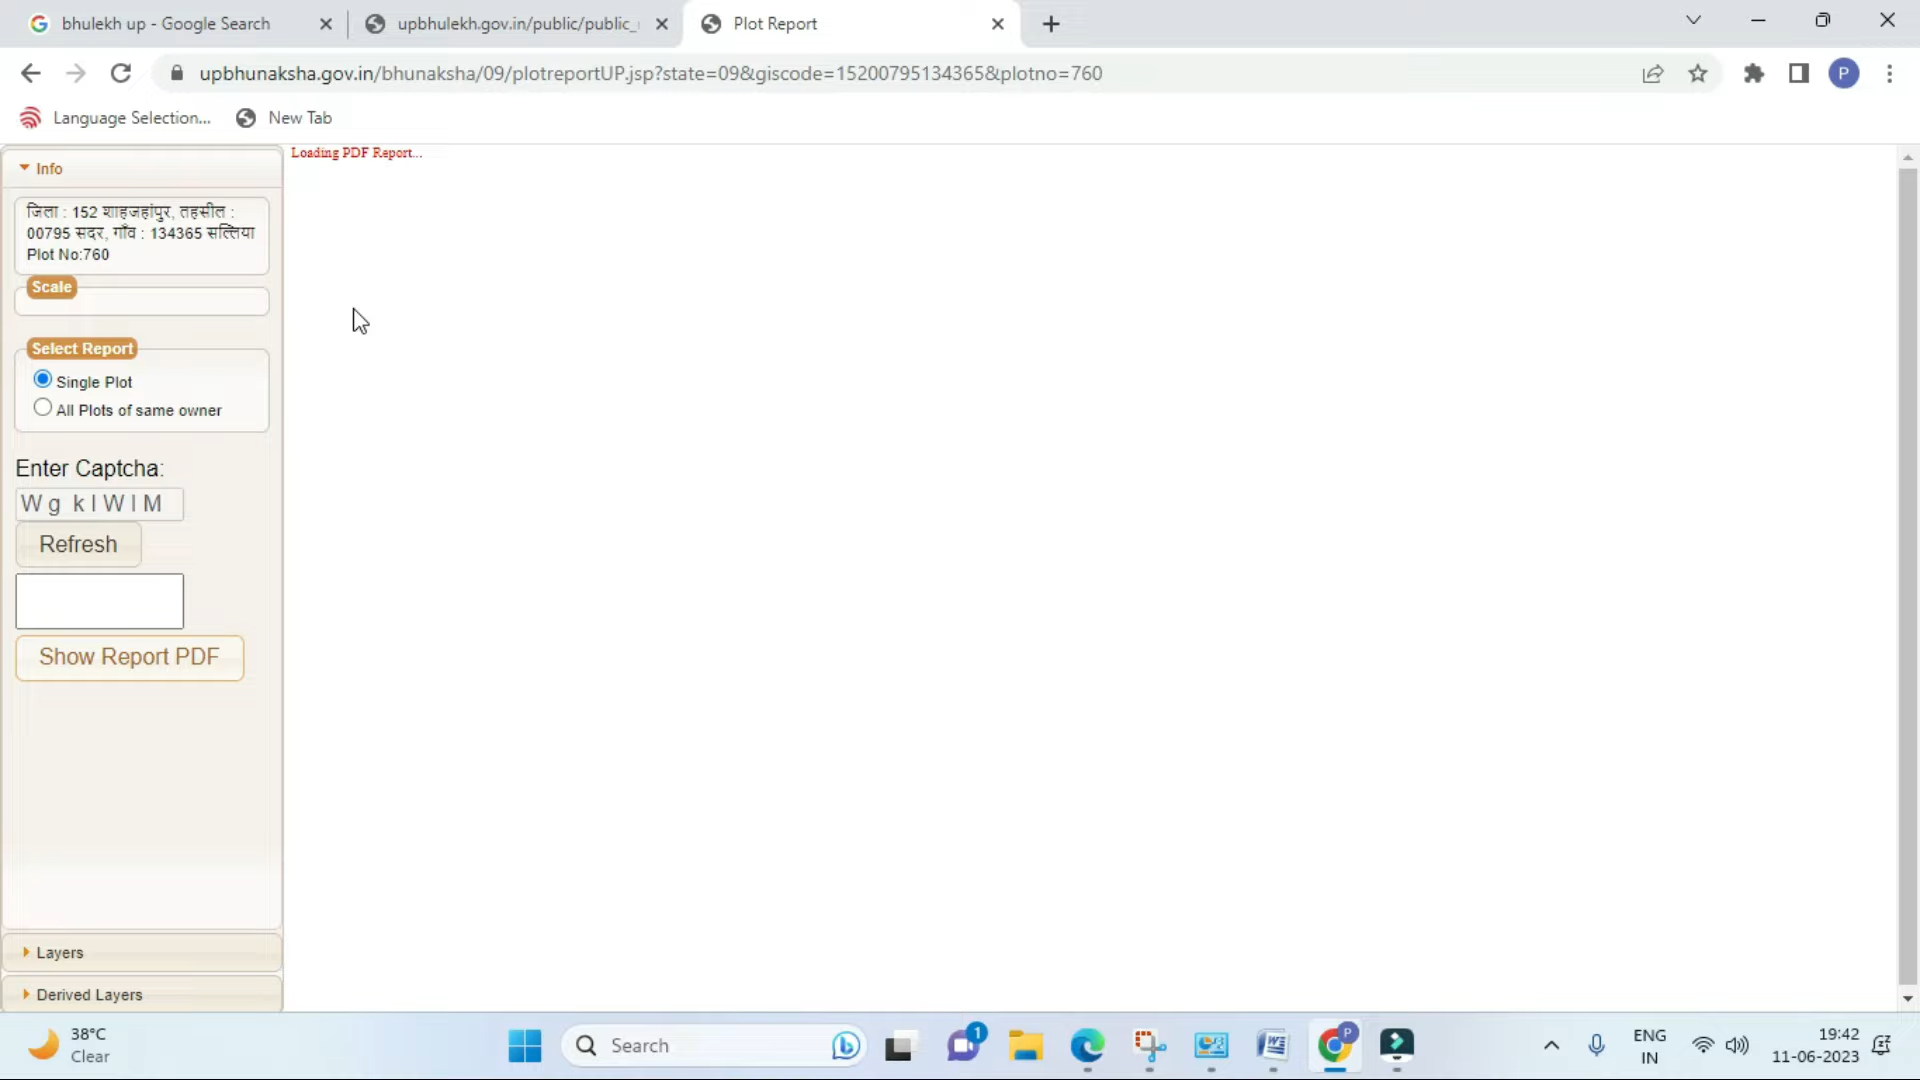 bhulekh up - Google Search
upbhulekh.gov.in/public/public_
Plot Report
upbhunaksha.gov.in/bhunaksha/09/plotreportUP.jsp?state=09&giscode=15200795134365&plotno=760
P
Language Selection...
New Tab
Info
Loading PDF Report...
जिला : 152 शाहजहांपुर, तहसील :
00795 सदर, गाँव : 134365 सल्लिया
Plot No:760
Scale
Select Report
Single Plot
All Plots of same owner
Enter Captcha:
W g k l W l M
Refresh
Show Report PDF
Layers
Derived Layers
38°C
Clear
Search
1
P
ENG
IN
19:42
11-06-2023